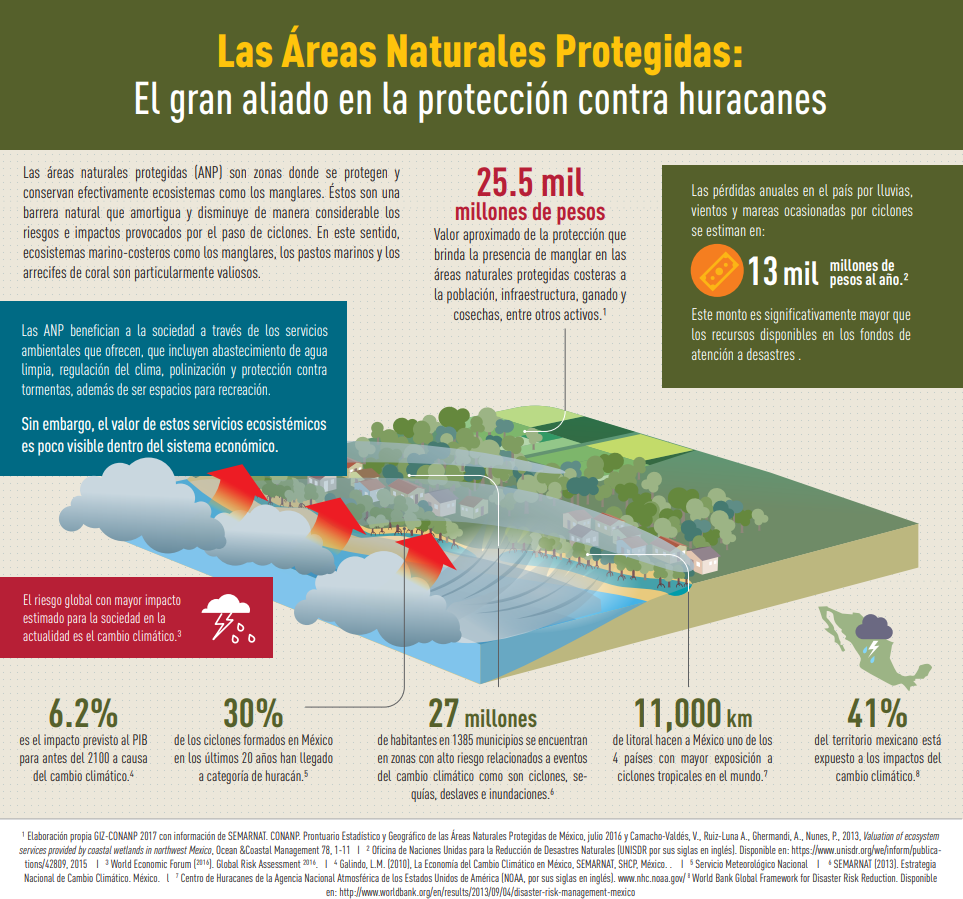 Las Áreas Naturales Protegidas:
El gran aliado en la protección contra huracanes
Las áreas naturales protegidas (ANP) son zonas donde se protegen y
conservan efectivamente ecosistemas como los manglares. Éstos son una
barrera natural que amortigua y disminuye de manera considerable los
riesgos e impactos provocados por el paso de ciclones. En este sentido,
ecosistemas marino-costeros como los manglares, los pastos marinos y los
arrecifes de coral son particularmente valiosos.
25.5 mil
millones de pesos
Valor aproximado de la protección que
brinda la presencia de manglar en las
áreas naturales protegidas costeras a
la población, infraestructura, ganado y
cosechas, entre otros activos.¹
Las pérdidas anuales en el país por lluvias,
vientos y mareas ocasionadas por ciclones
se estiman en:
13 mil millones de
pesos al año.²
Este monto es significativamente mayor que
los recursos disponibles en los fondos de
atención a desastres .
Las ANP benefician a la sociedad a través de los servicios
ambientales que ofrecen, que incluyen abastecimiento de agua
limpia, regulación del clima, polinización y protección contra
tormentas, además de ser espacios para recreación.
Sin embargo, el valor de estos servicios ecosistémicos
es poco visible dentro del sistema económico.
El riesgo global con mayor impacto
estimado para la sociedad en la
actualidad es el cambio climático.³
6.2%
es el impacto previsto al PIB
para antes del 2100 a causa
del cambio climático.⁴
30%
de los ciclones formados en México
en los últimos 20 años han llegado
a categoría de huracán.⁵
27 millones
de habitantes en 1385 municipios se encuentran
en zonas con alto riesgo relacionados a eventos
del cambio climático como son ciclones, se-
quías, deslaves e inundaciones.⁶
11,000 km
de litoral hacen a México uno de los
4 países con mayor exposición a
ciclones tropicales en el mundo.⁷
41%
del territorio mexicano está
expuesto a los impactos del
cambio climático.⁸
¹ Elaboración propia GIZ-CONANP 2017 con información de SEMARNAT. CONANP. Prontuario Estadístico y Geográfico de las Áreas Naturales Protegidas de México, julio 2016 y Camacho-Valdés, V., Ruiz-Luna A., Ghermandi, A., Nunes, P., 2013, Valuation of ecosystem
services provided by coastal wetlands in northwest Mexico, Ocean &Coastal Management 78, 1-11 I ² Oficina de Naciones Unidas para la Reducción de Desastres Naturales (UNISDR por sus siglas en inglés). Disponible en: https://www.unisdr.org/we/inform/publica-
tions/42809, 2015 I ³ World Economic Forum (²⁰¹⁶). Global Risk Assessment ²⁰¹⁶. I ⁴ Galindo, L.M. (2010), La Economía del Cambio Climático en México, SEMARNAT, SHCP, México. . I ⁵ Servicio Meteorológico Nacional I ⁶ SEMARNAT (2013). Estrategia
Nacional de Cambio Climático. México. l ⁷ Centro de Huracanes de la Agencia Nacional Atmosférica de los Estados Unidos de América (NOAA, por sus siglas en inglés). www.nhc.noaa.gov/ ⁸ World Bank Global Framework for Disaster Risk Reduction. Disponible
en: http://www.worldbank.org/en/results/2013/09/04/disaster-risk-management-mexico